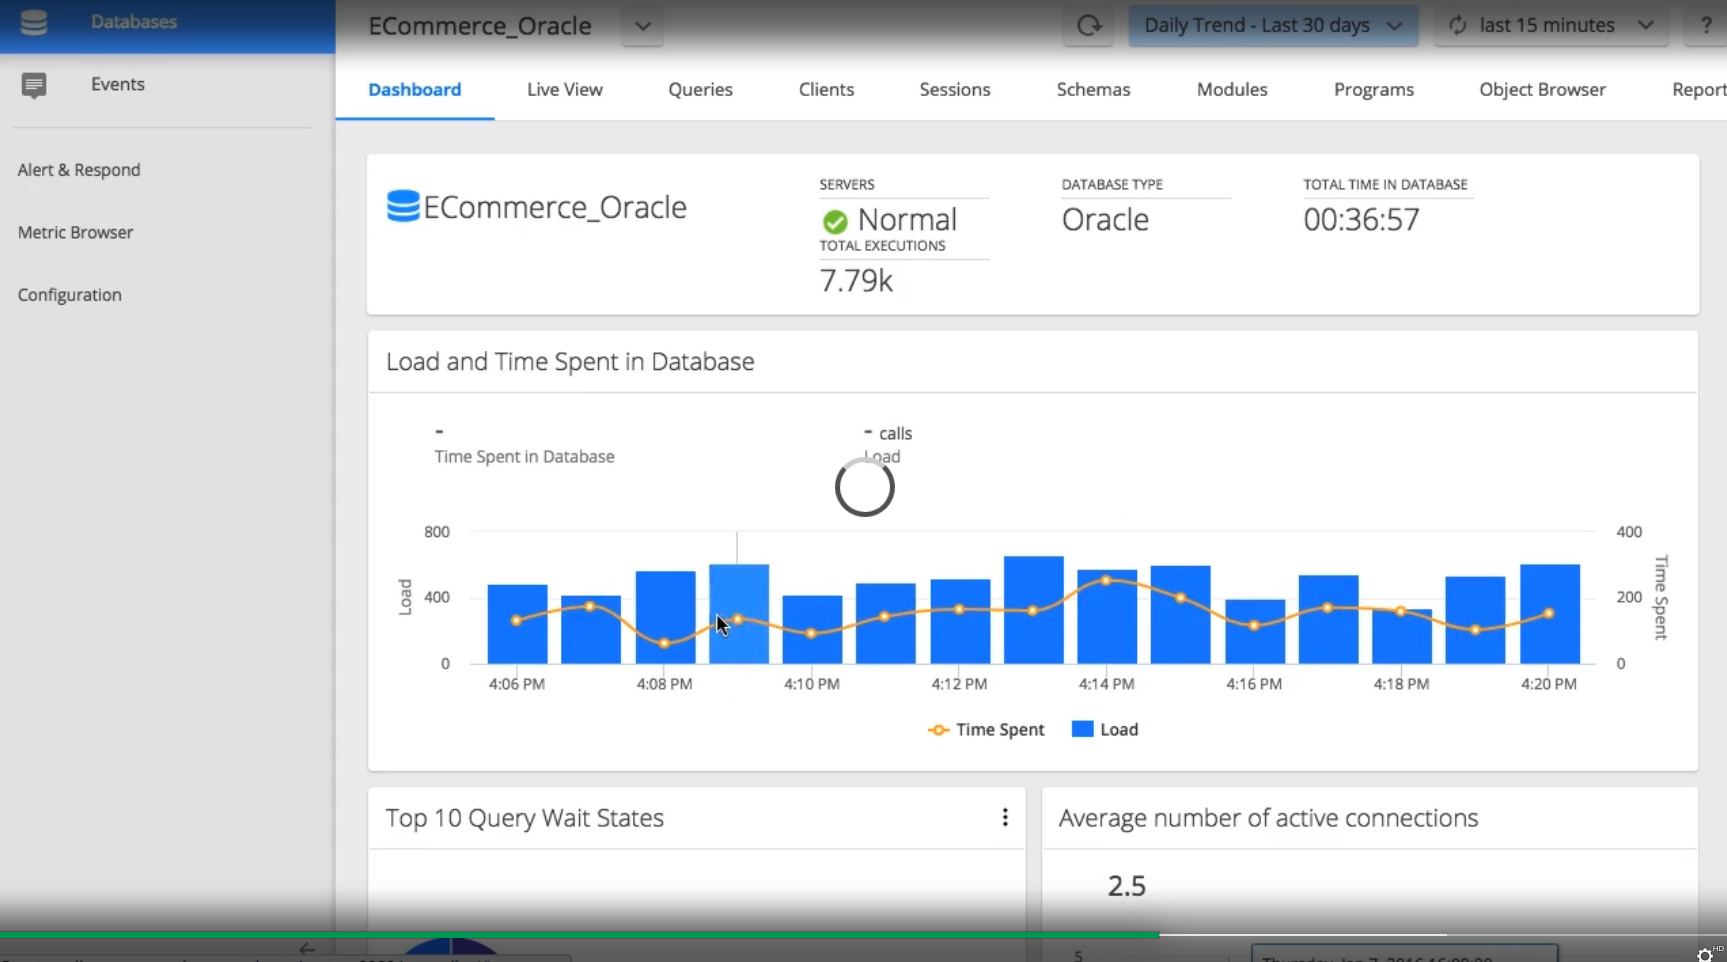 Databases
ECommerce_Oracle
Daily Trend - Last 30 days
last 15 minutes
?
Events
Dashboard
Live View
Queries
Clients
Sessions
Schemas
Modules
Programs
Object Browser
Report
Alert & Respond
Metric Browser
Configuration
ECommerce_Oracle
SERVERS
Normal
TOTAL EXECUTIONS
7.79k
DATABASE TYPE
Oracle
TOTAL TIME IN DATABASE
00:36:57
Load and Time Spent in Database
-
Time Spent in Database
- calls
Load
800
400
0
Load
400
200
0
Time Spent
4:06 PM
4:08 PM
4:10 PM
4:12 PM
4:14 PM
4:16 PM
4:18 PM
4:20 PM
Time Spent
Load
Top 10 Query Wait States
Average number of active connections
2.5
5
HD